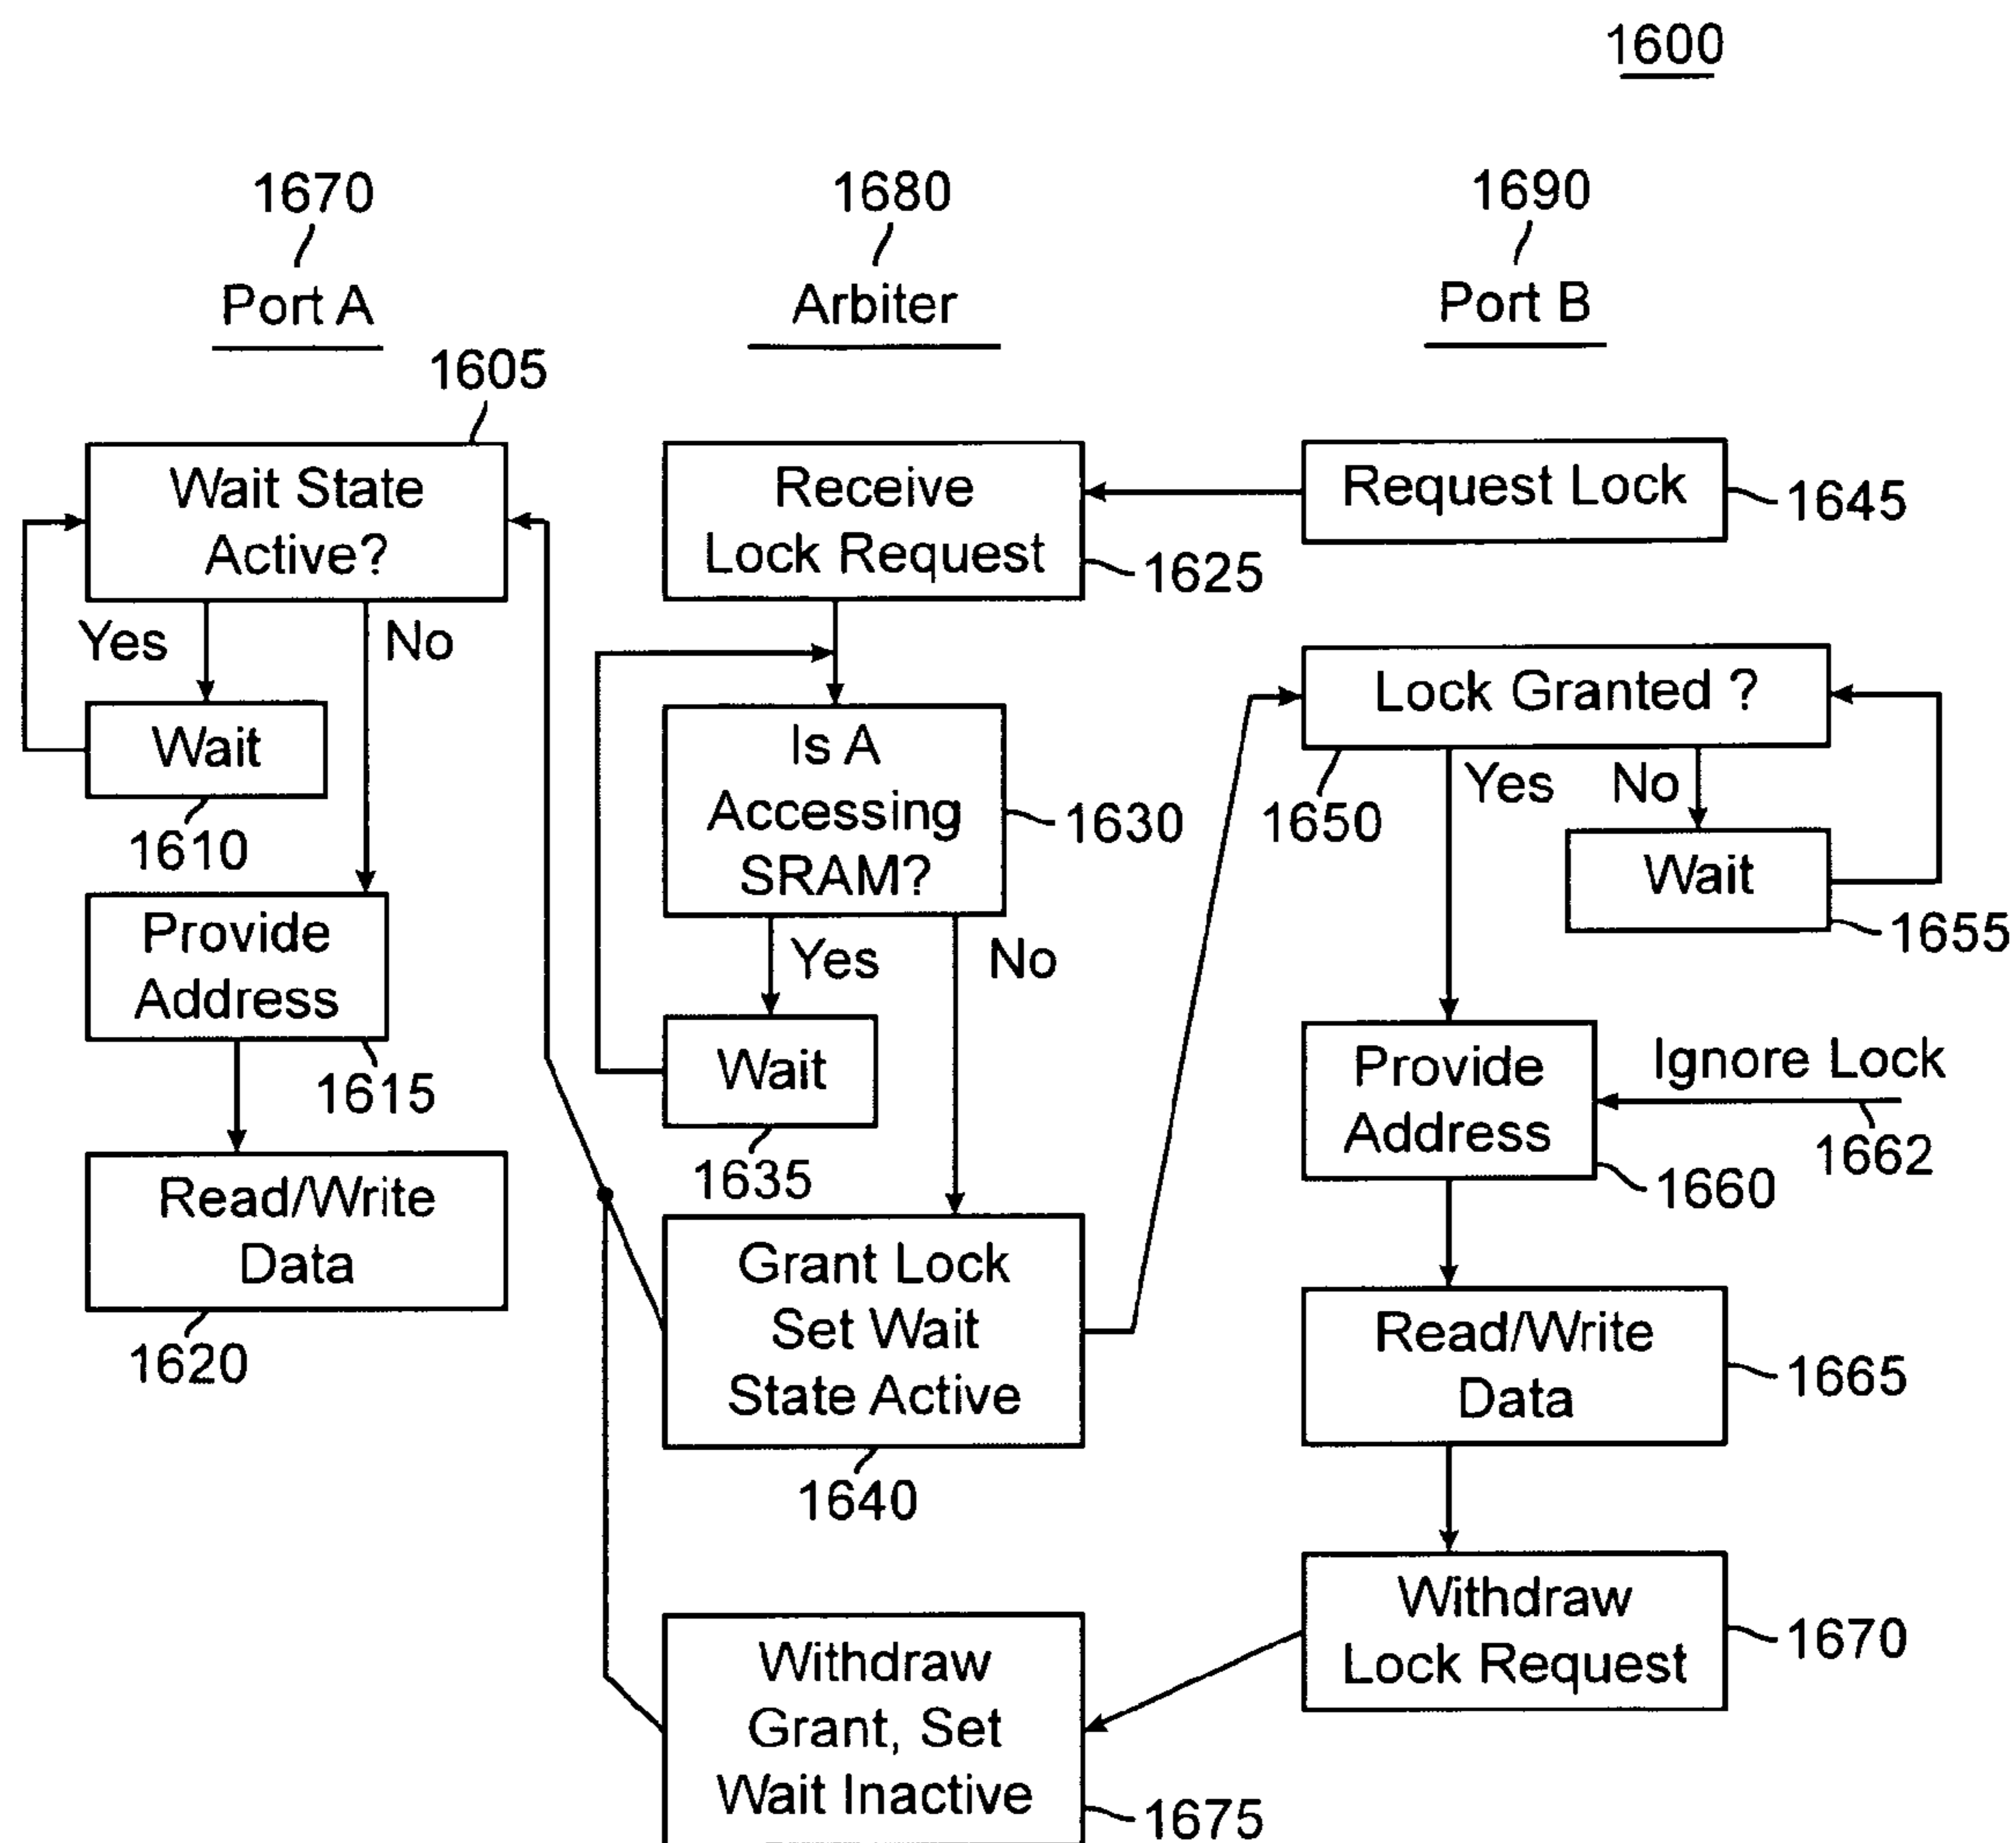 1600
1670
1680
1690
Port A
Arbiter
Port B
1605
Wait State
Active?
Yes
No
Wait
1610
Provide
Address
1615
Read/Write
Data
1620
Receive
Lock Request
1625
Is A
Accessing
SRAM?
1630
Yes
No
Wait
1635
Grant Lock
Set Wait
State Active
1640
Withdraw
Grant, Set
Wait Inactive
1675
Request Lock
1645
Lock Granted ?
1650
Yes
No
Wait
1655
Provide
Address
1660
Ignore Lock
1662
Read/Write
Data
1665
Withdraw
Lock Request
1670